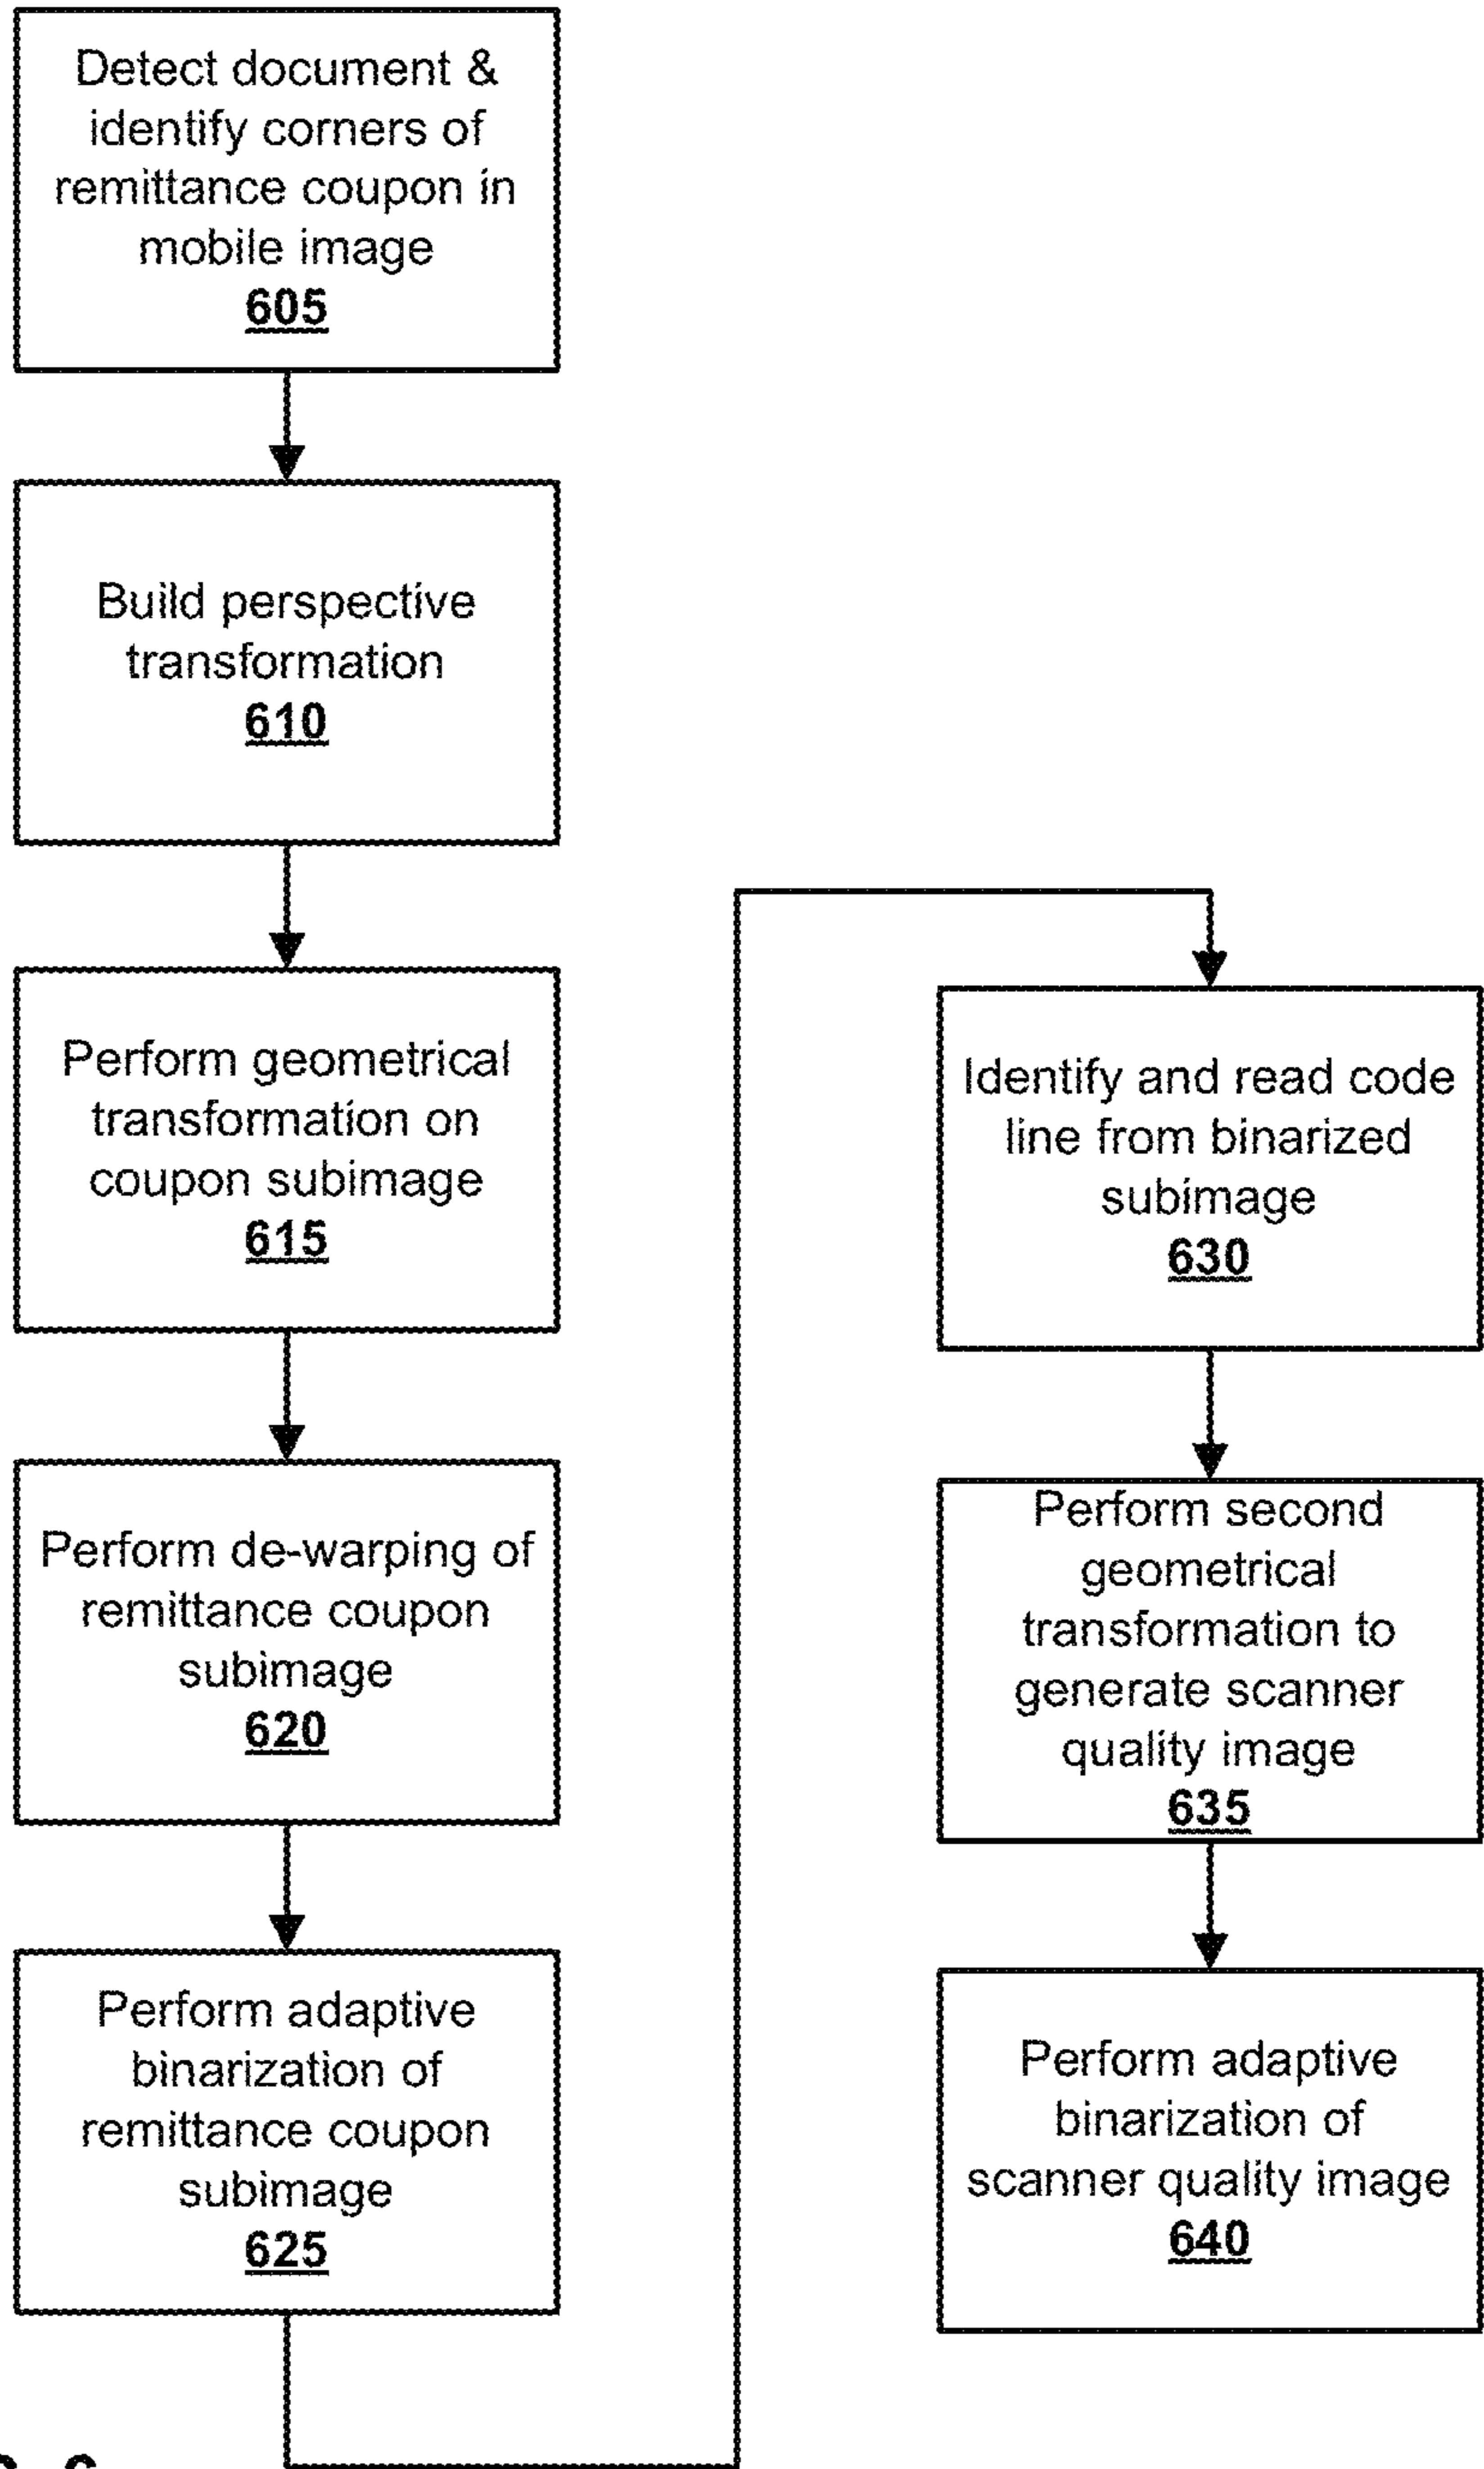 Detect document &
identify corners of
remittance coupon in
mobile image
605
Build perspective
transformation
610
Perform geometrical
transformation on
coupon subimage
615
Perform de-warping of
remittance coupon
subimage
620
Perform adaptive
binarization of
remittance coupon
subimage
625
Identify and read code
line from binarized
subimage
630
Perform second
geometrical
transformation to
generate scanner
quality image
635
Perform adaptive
binarization of
scanner quality image
640